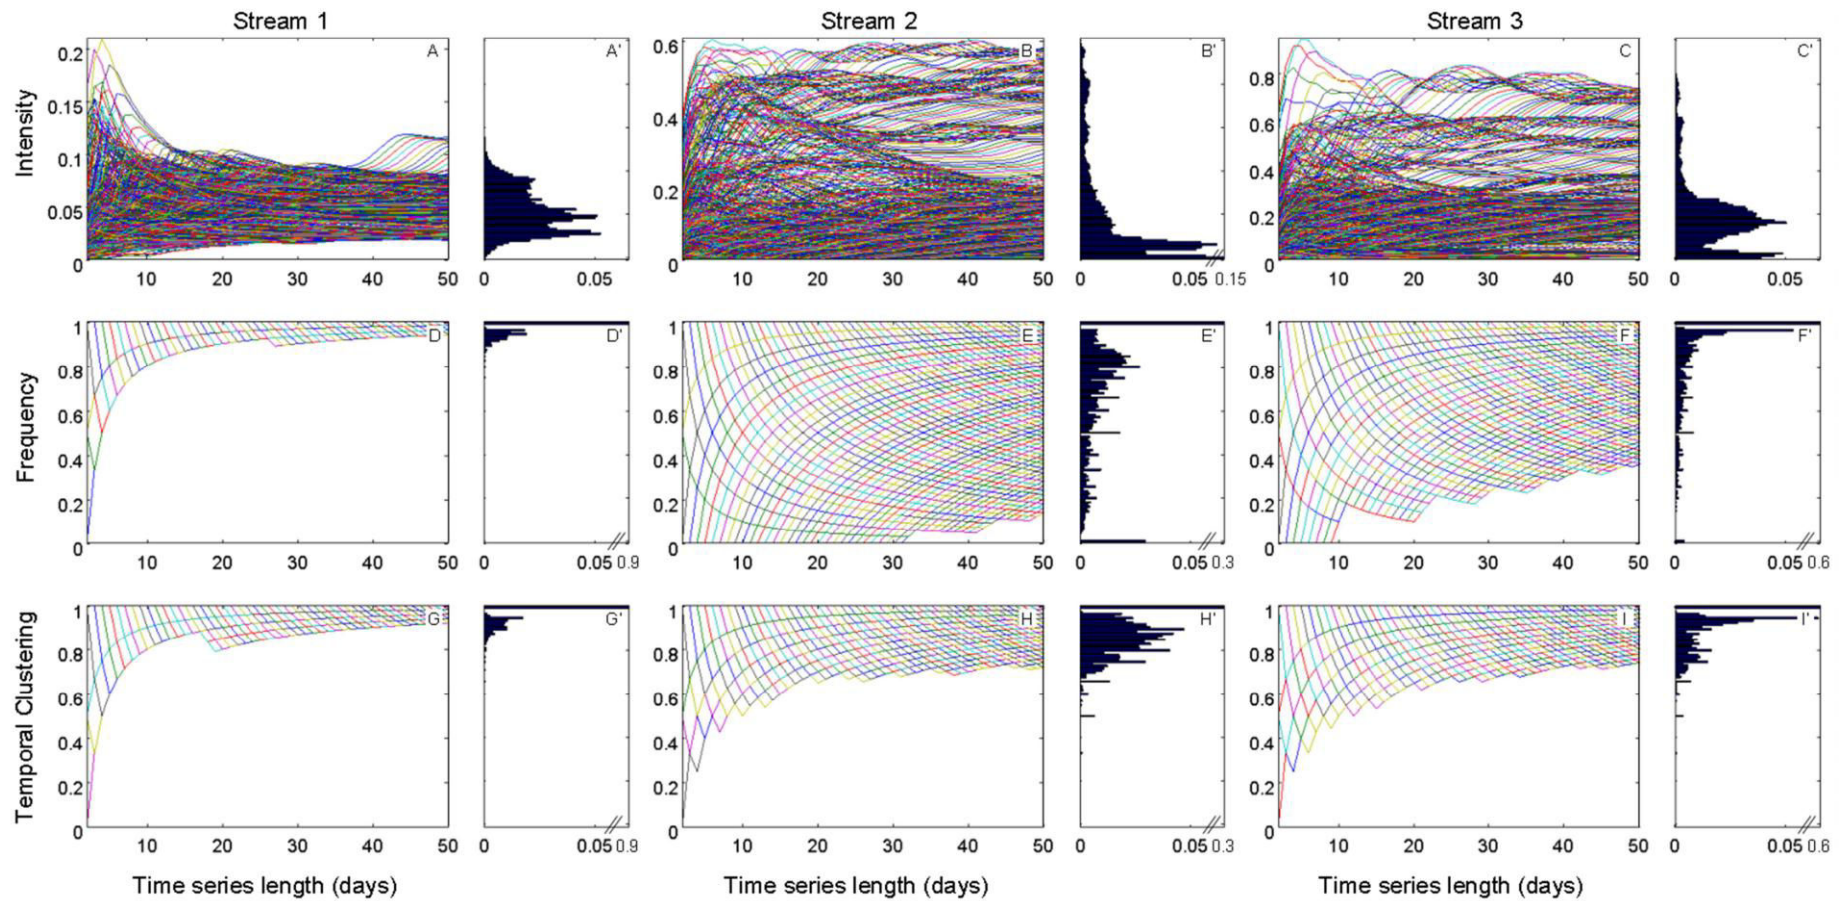 Stream 1 Stream 2 Stream 3
Intensity
0.2 0.15 0.1 0.05 0
A
10 20 30 40 50
A'
0 0.05
0.6 0.4 0.2 0
B
10 20 30 40 50
B'
0 0.05 0.15
0.8 0.6 0.4 0.2 0
C
10 20 30 40 50
C'
0 0.05
Frequency
1 0.8 0.6 0.4 0.2 0
D
10 20 30 40 50
D'
0 0.05 0.9
1 0.8 0.6 0.4 0.2 0
E
10 20 30 40 50
E'
0 0.05 0.3
1 0.8 0.6 0.4 0.2 0
F
10 20 30 40 50
F'
0 0.05 0.6
Temporal Clustering
1 0.8 0.6 0.4 0.2 0
G
10 20 30 40 50
G'
0 0.05 0.9
1 0.8 0.6 0.4 0.2 0
H
10 20 30 40 50
H'
0 0.05 0.3
1 0.8 0.6 0.4 0.2 0
I
10 20 30 40 50
I'
0 0.05 0.6
Time series length (days) Time series length (days) Time series length (days)